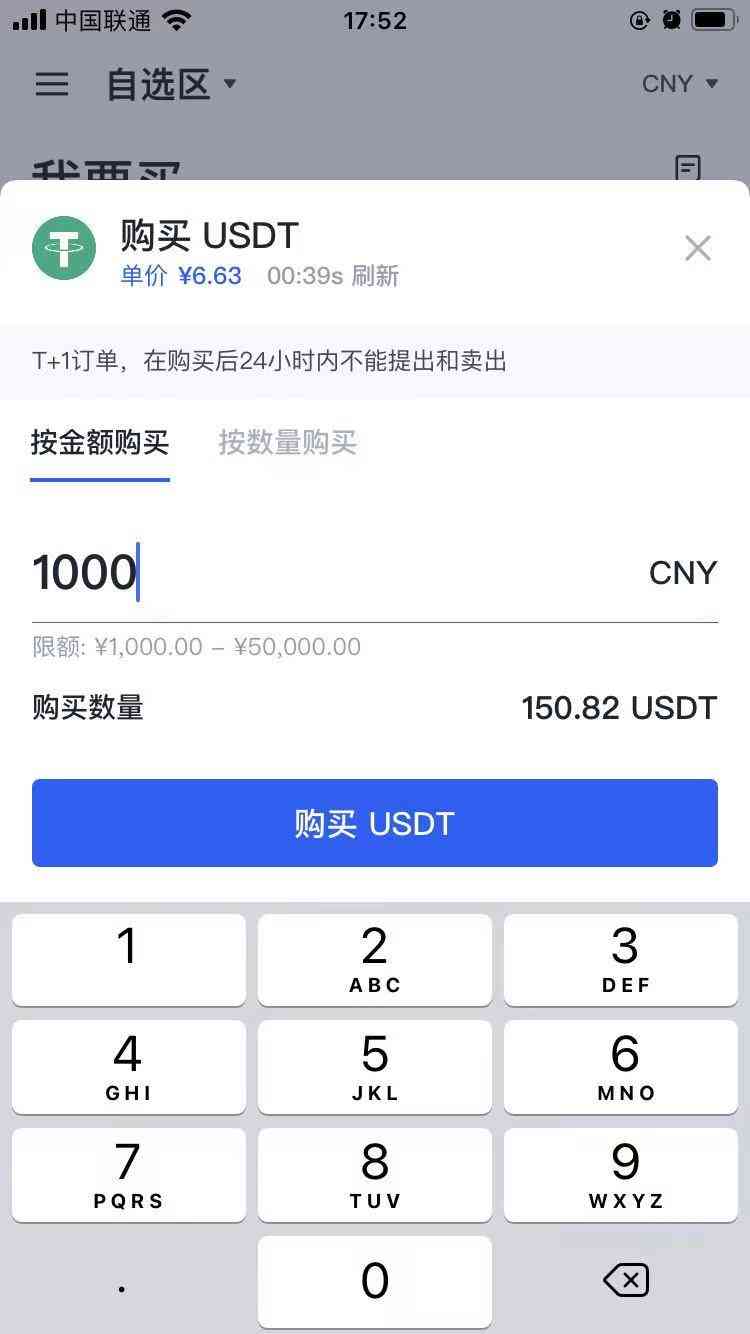 中国联通 17:52
自选区 CNY
我要买
购买 USDT
单价 ¥6.63 00:39s 刷新
T+1订单，在购买后24小时内不能提出和卖出
按金额购买 按数量购买
1000 CNY
限额: ¥1,000.00 – ¥50,000.00
购买数量 150.82 USDT
购买 USDT
1 2 3
ABC DEF
4 5 6
GHI JKL MNO
7 8 9
PQRS TUV WXYZ
. 0